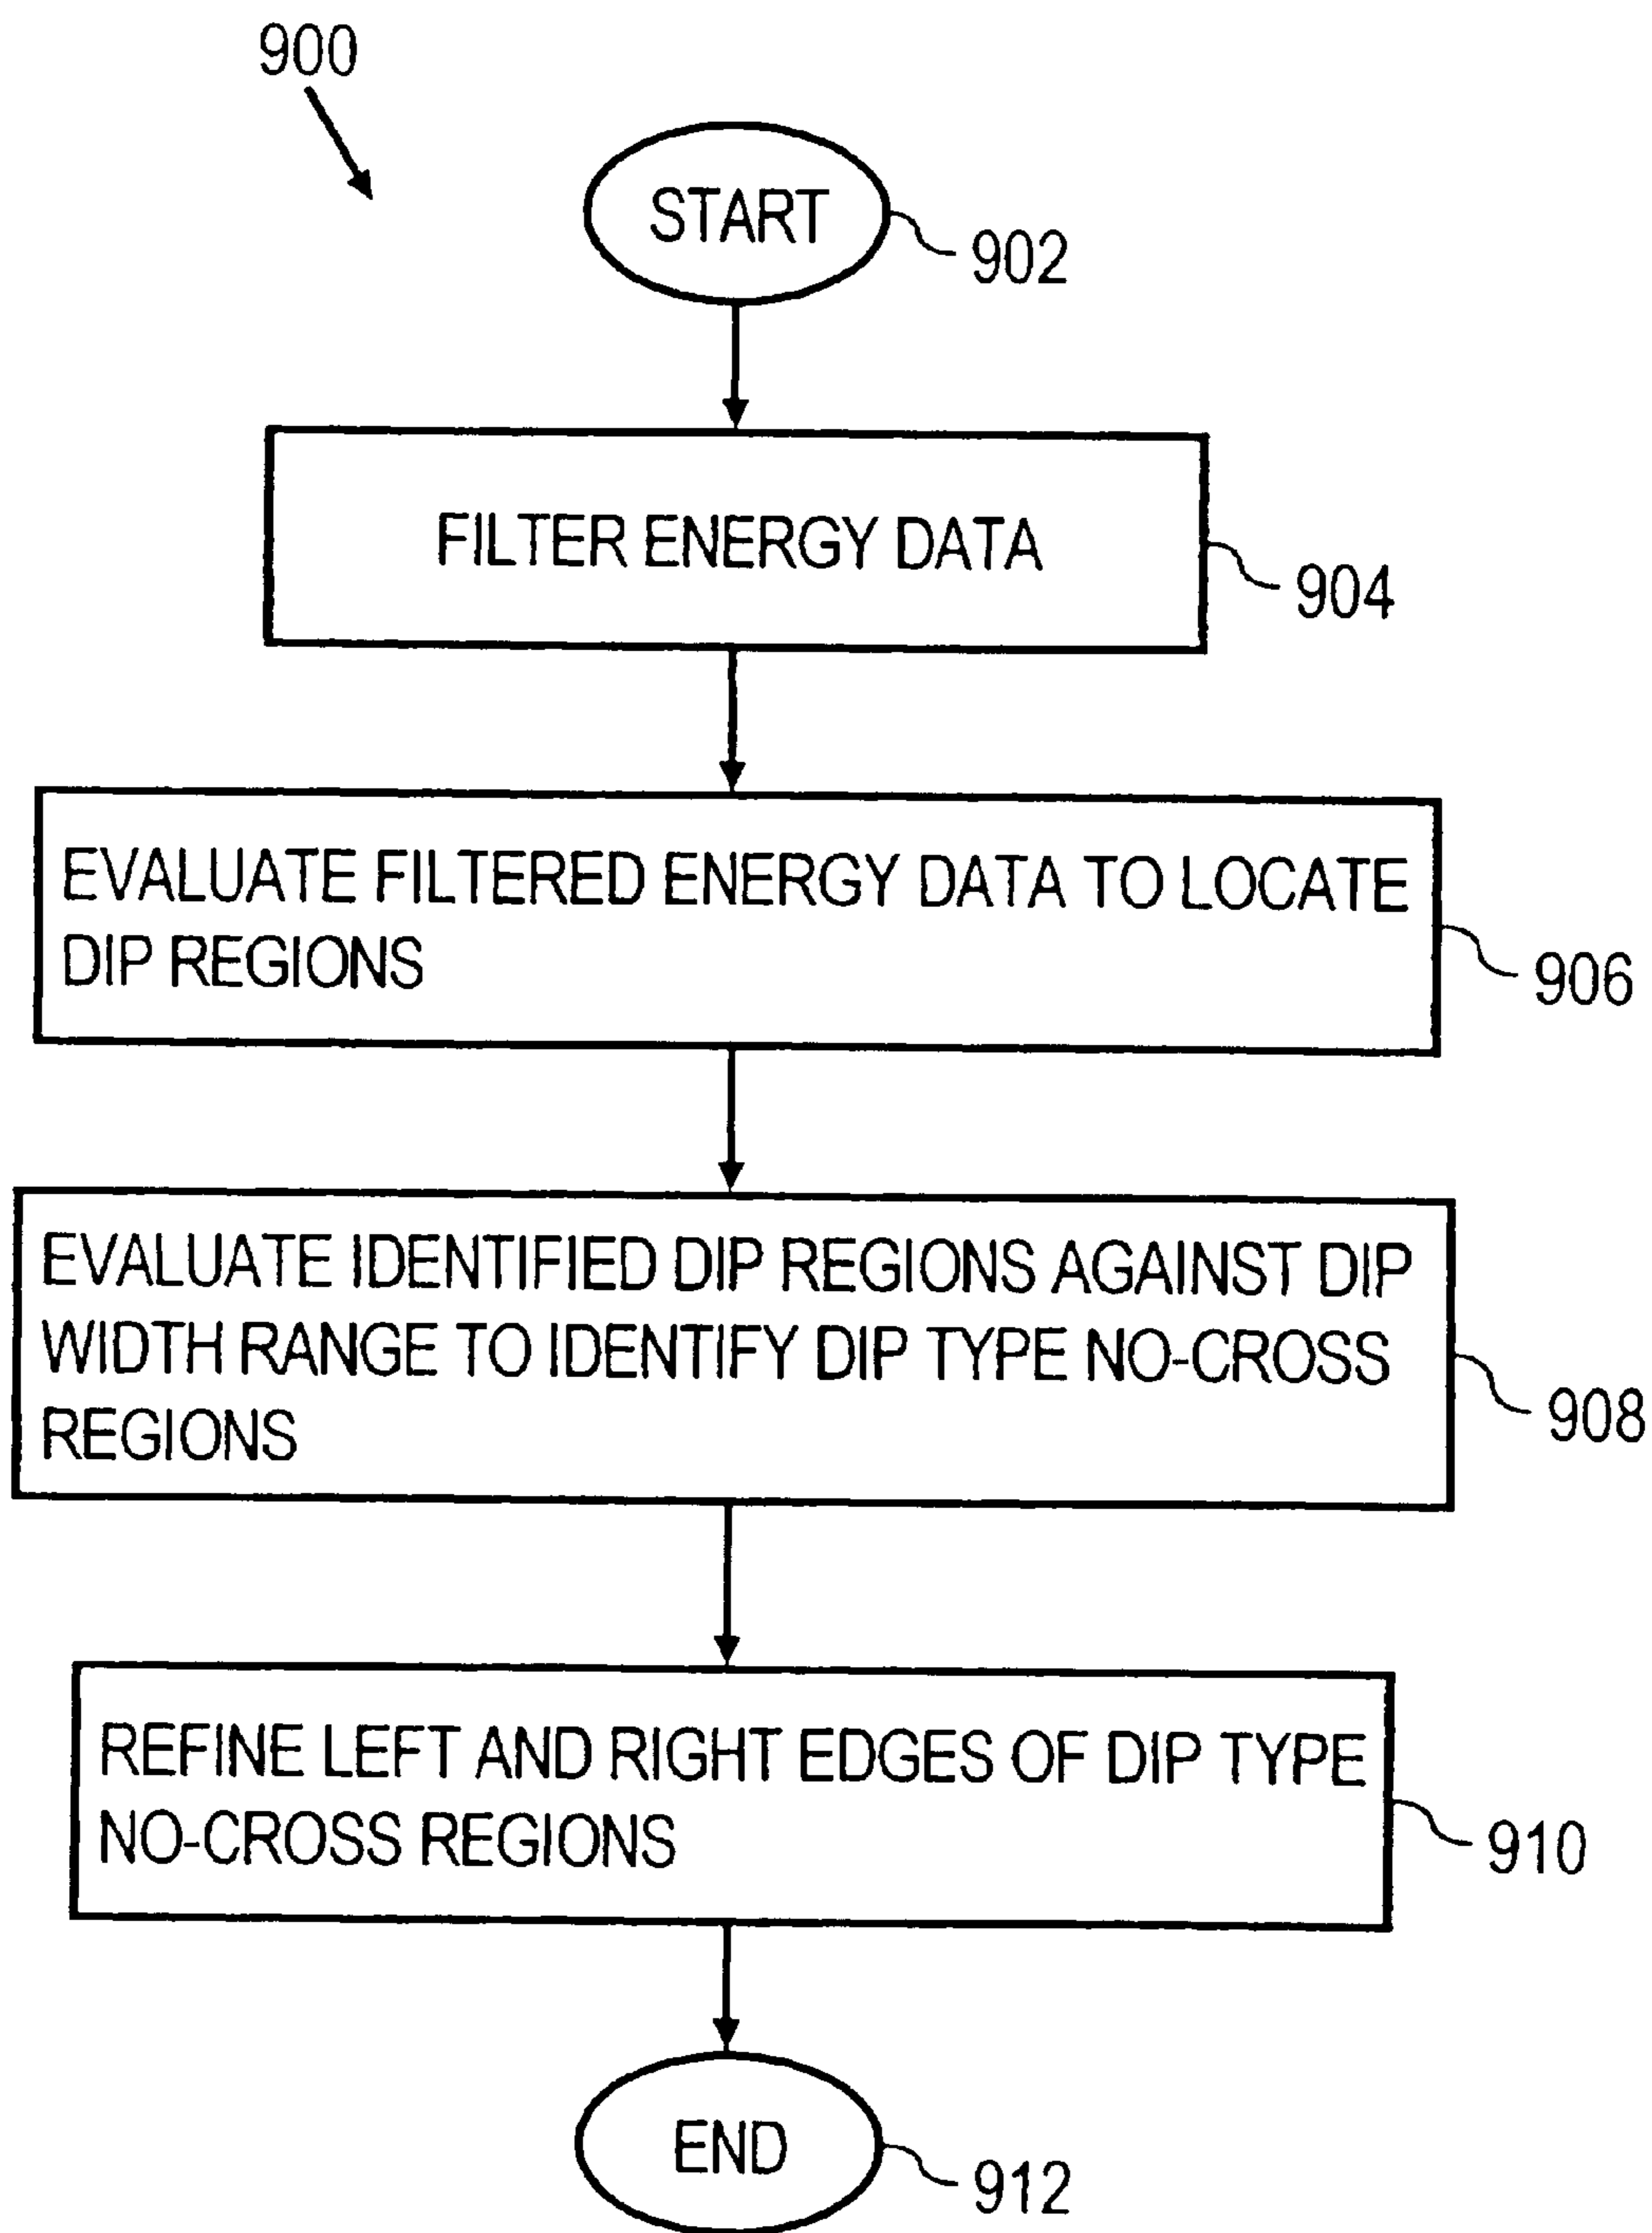 900
START
902
FILTER ENERGY DATA
904
EVALUATE FILTERED ENERGY DATA TO LOCATE
DIP REGIONS
906
EVALUATE IDENTIFIED DIP REGIONS AGAINST DIP
WIDTH RANGE TO IDENTIFY DIP TYPE NO-CROSS
REGIONS
908
REFINE LEFT AND RIGHT EDGES OF DIP TYPE
NO-CROSS REGIONS
910
END
912